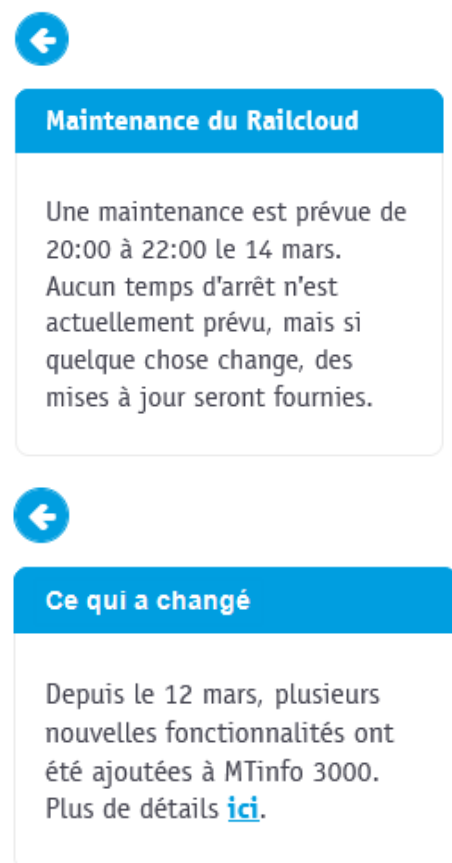 Maintenance du Railcloud
Une maintenance est prévue de
20:00 à 22:00 le 14 mars.
Aucun temps d'arrêt n'est
actuellement prévu, mais si
quelque chose change, des
mises à jour seront fournies.
Ce qui a changé
Depuis le 12 mars, plusieurs
nouvelles fonctionnalités ont
été ajoutées à MTinfo 3000.
Plus de détails ici.